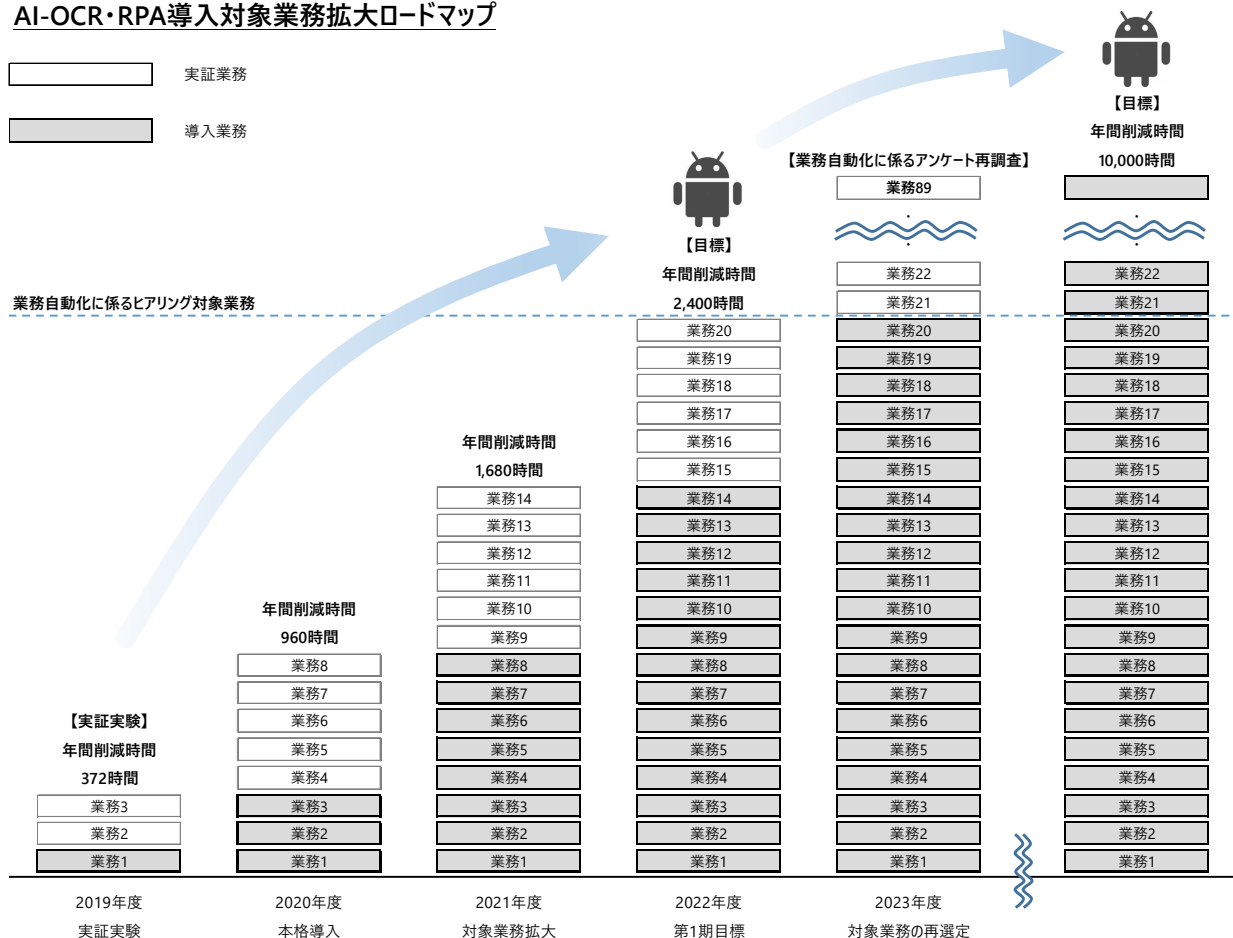 AI-OCR・RPA導入対象業務拡大ロードマップ
実証業務
導入業務
業務自動化に係るヒアリング対象業務
【実証実験】
年間削減時間
372時間
業務3
業務2
業務1
2019年度
実証実験
年間削減時間
960時間
業務8
業務7
業務6
業務5
業務4
業務3
業務2
業務1
2020年度
本格導入
年間削減時間
1,680時間
業務14
業務13
業務12
業務11
業務10
業務9
業務8
業務7
業務6
業務5
業務4
業務3
業務2
業務1
2021年度
対象業務拡大
【目標】
年間削減時間
2,400時間
業務20
業務19
業務18
業務17
業務16
業務15
業務14
業務13
業務12
業務11
業務10
業務9
業務8
業務7
業務6
業務5
業務4
業務3
業務2
業務1
2022年度
第1期目標
【業務自動化に係るアンケート再調査】
業務89
業務22
業務21
業務20
業務19
業務18
業務17
業務16
業務15
業務14
業務13
業務12
業務11
業務10
業務9
業務8
業務7
業務6
業務5
業務4
業務3
業務2
業務1
2023年度
対象業務の再選定
【目標】
年間削減時間
10,000時間
業務22
業務21
業務20
業務19
業務18
業務17
業務16
業務15
業務14
業務13
業務12
業務11
業務10
業務9
業務8
業務7
業務6
業務5
業務4
業務3
業務2
業務1